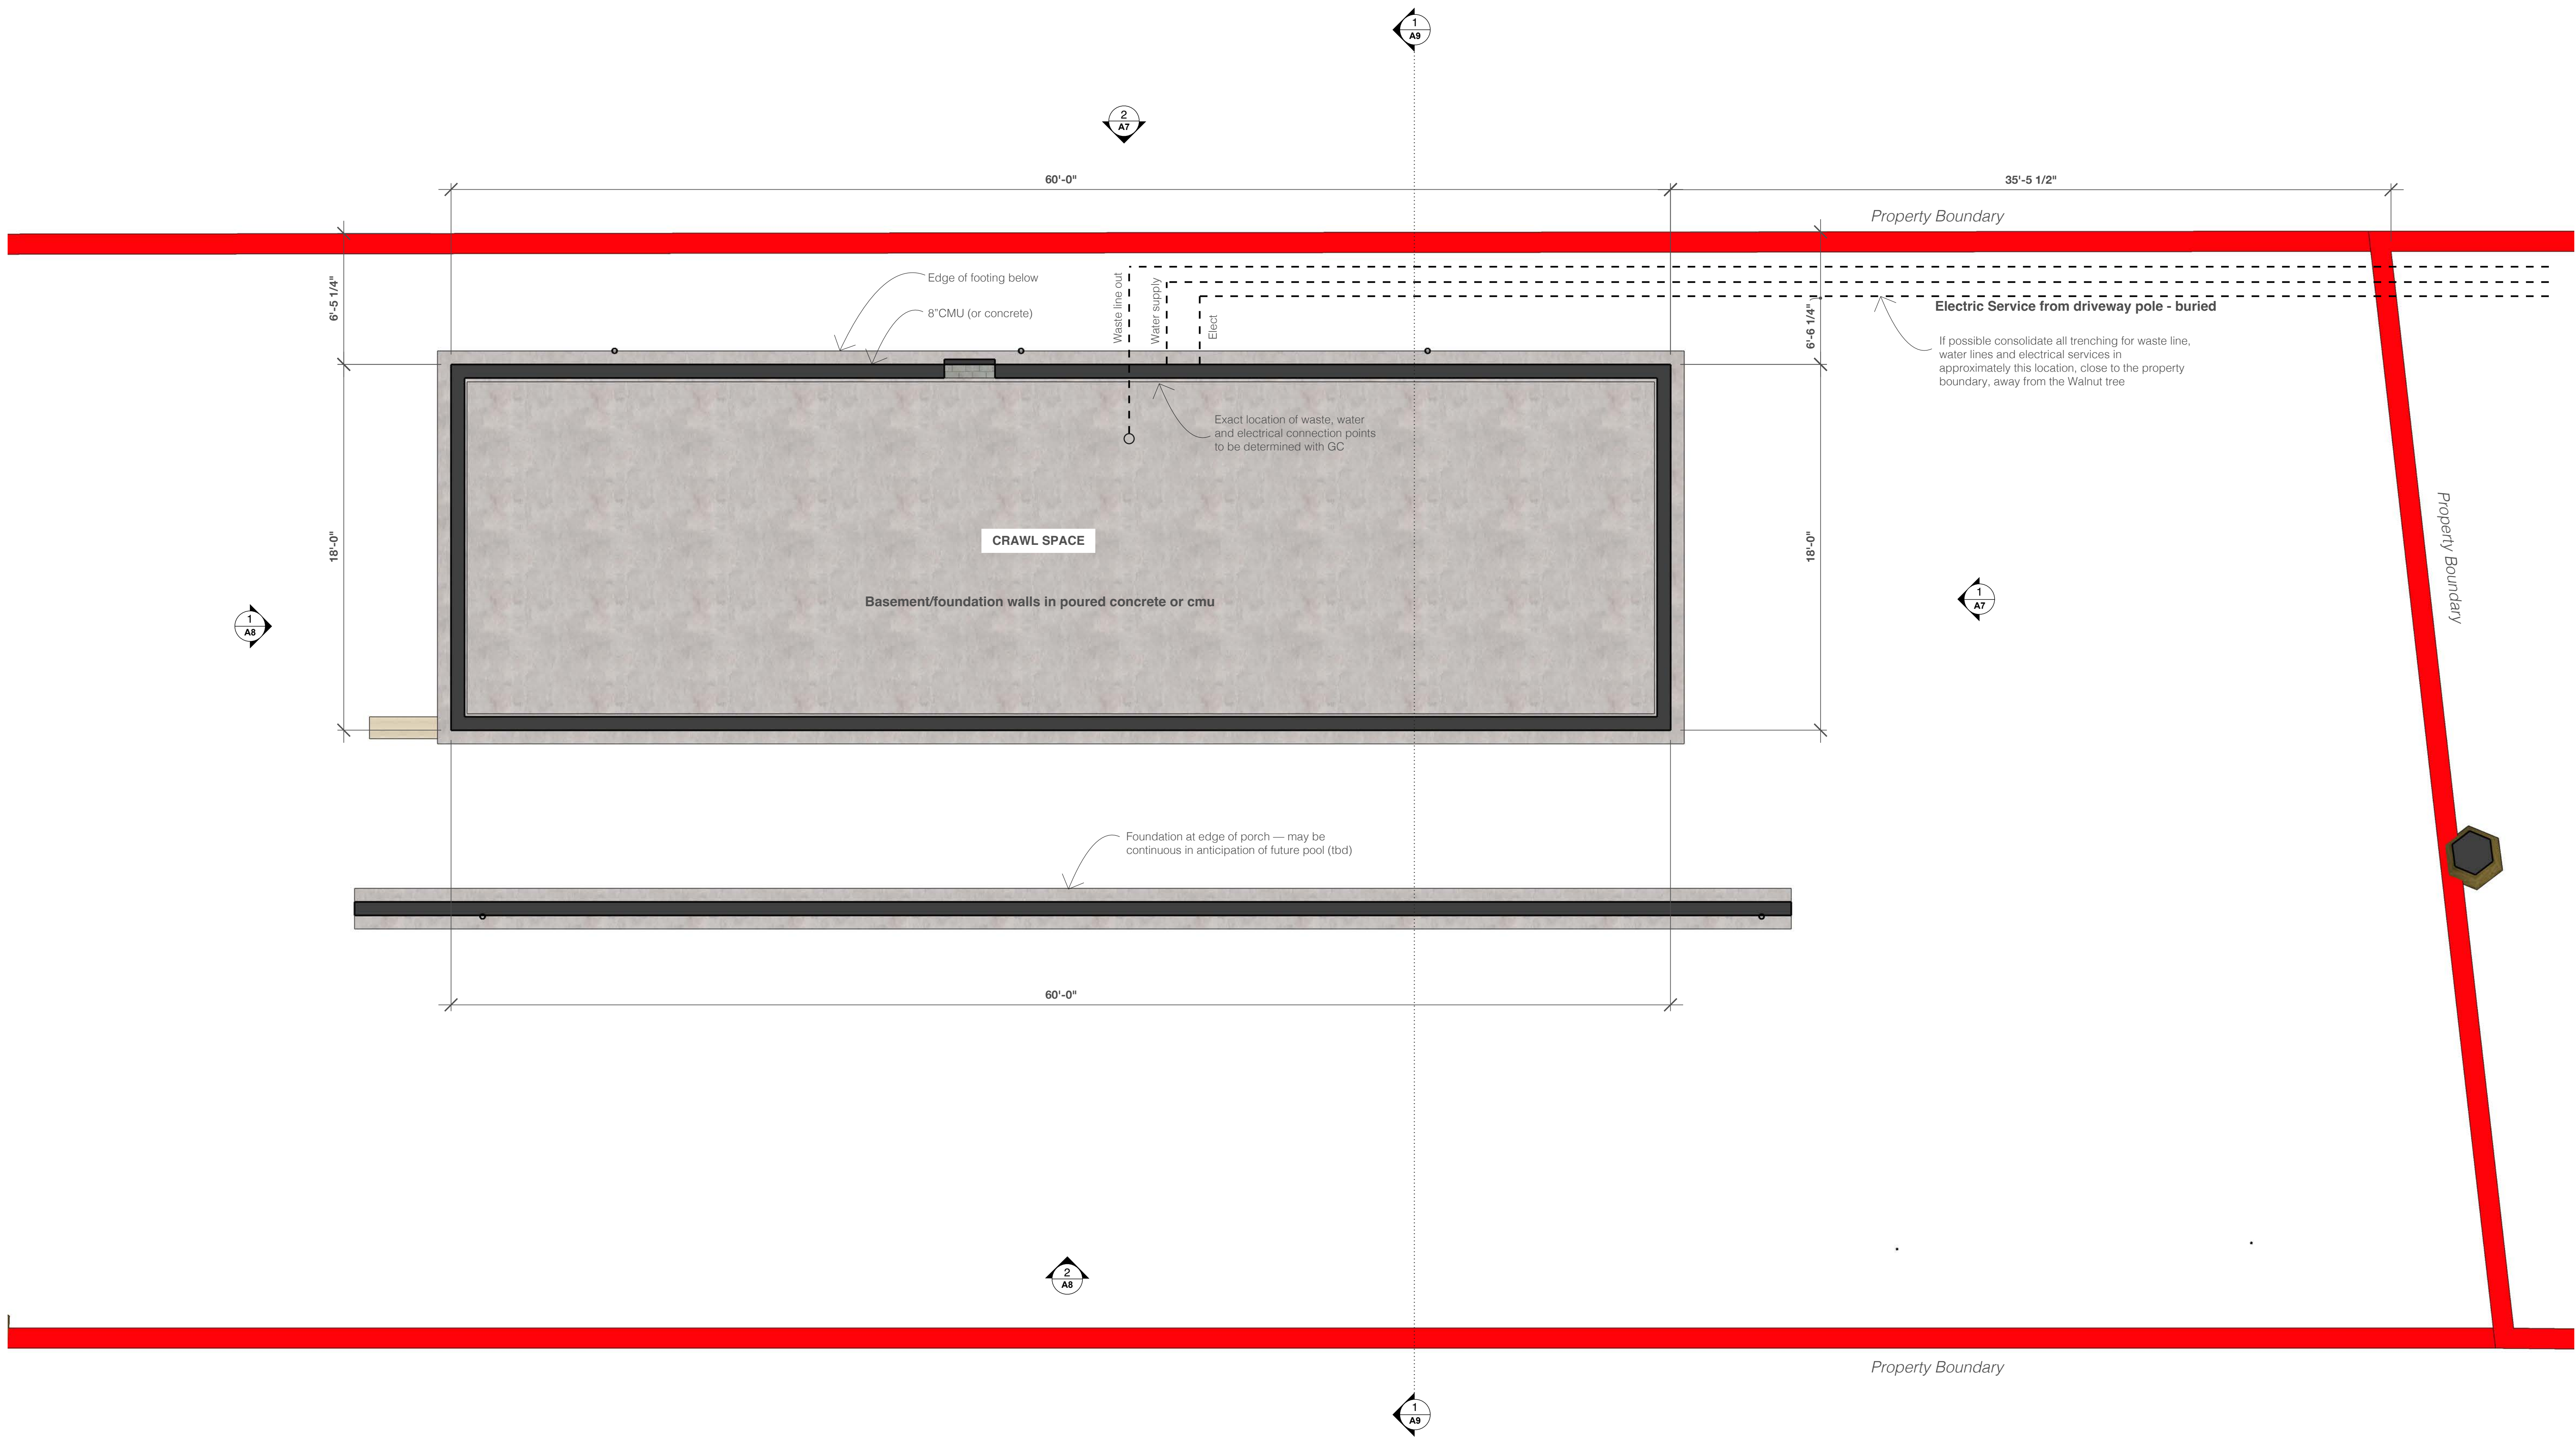 1
A9
2
A7
60'-0"
35'-5 1/2"
Property Boundary
6'-5 1/4"
Edge of footing below
8"CMU (or concrete)
Waste line out
Water supply
Elect
6'-6 1/4"
Electric Service from driveway pole - buried
If possible consolidate all trenching for waste line,
water lines and electrical services in
approximately this location, close to the property
boundary, away from the Walnut tree
Exact location of waste, water
and electrical connection points
to be determined with GC
Property Boundary
18'-0"
CRAWL SPACE
18'-0"
Basement/foundation walls in poured concrete or cmu
1
A8
1
A7
Foundation at edge of porch — may be
continuous in anticipation of future pool (tbd)
60'-0"
2
A8
Property Boundary
1
A9